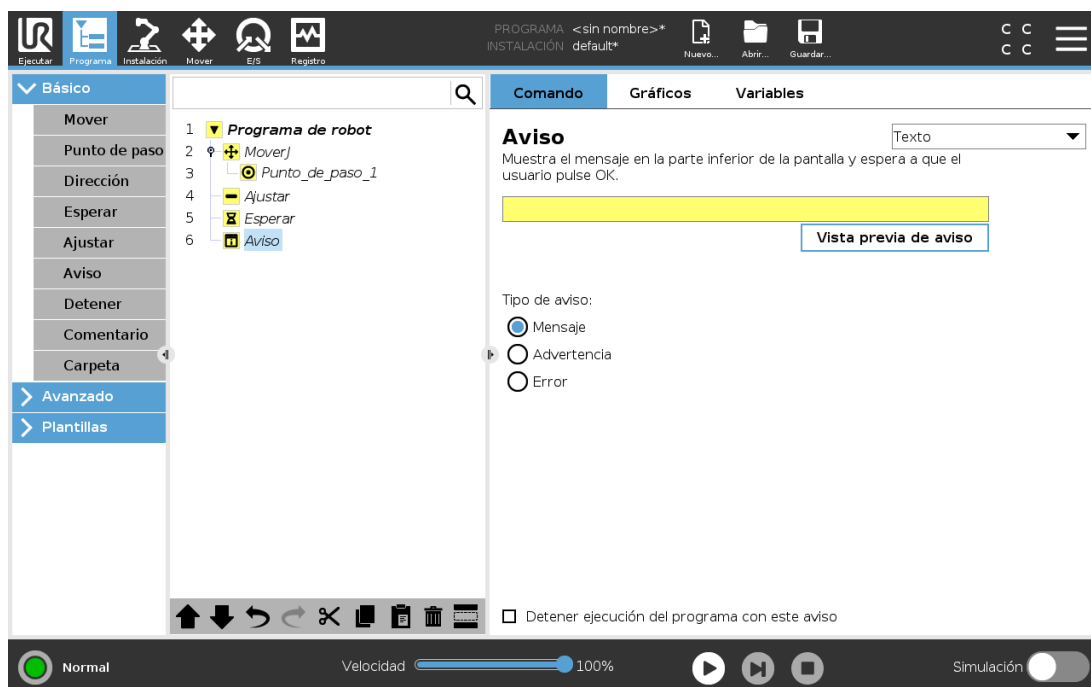 UR
PROGRAMA <sin nombre>*
INSTALACIÓN default*
Ejecutar Programa Instalación Mover E/S Registro Nuevo... Abrir... Guardar...
C C
C C
Básico
Mover
Punto de paso
Dirección
Esperar
Ajustar
Aviso
Detener
Comentario
Carpeta
Avanzado
Plantillas
1 Programa de robot
2 MoverJ
3 Punto_de_paso_1
4 Ajustar
5 Esperar
6 Aviso
Comando Gráficos Variables
Aviso
Texto
Muestra el mensaje en la parte inferior de la pantalla y espera a que el
usuario pulse OK.
Vista previa de aviso
Tipo de aviso:
Mensaje
Advertencia
Error
Detener ejecución del programa con este aviso
Normal Velocidad 100% Simulación